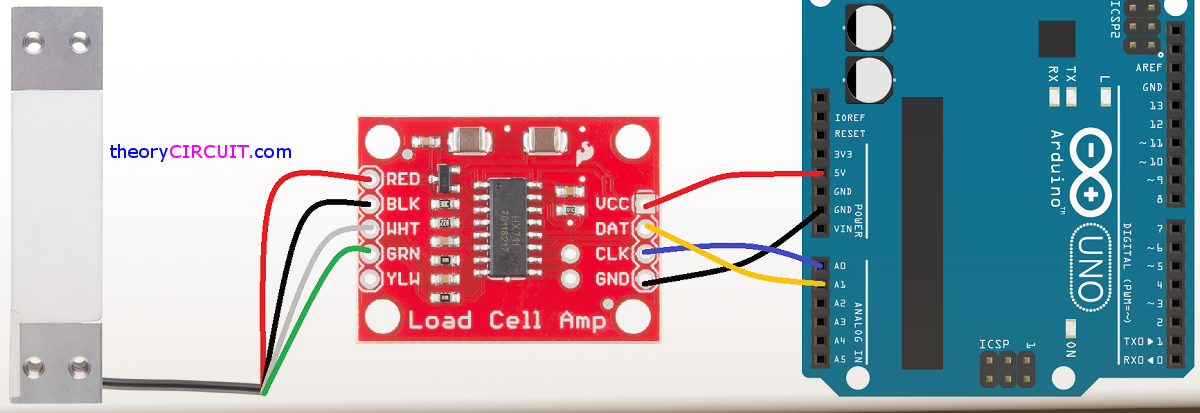 theoryCIRCUIT.com
RED
BLK
WHT
GRN
YLW
HX711
VCC
DAT
CLK
GND
Load Cell Amp
IOREF
RESET
3V3
5V
GND
GND
VIN
POWER
A0
A1
A2
A3
A4
A5
ANALOG IN
ICSP2
TX
RX
L
Arduino™
UNO
ON
ICSP
1
AREF
GND
13
12
~11
~10
~9
8
7
~6
~5
4
~3
2
TX0▶1
RX0◀0
DIGITAL (PWM=~)